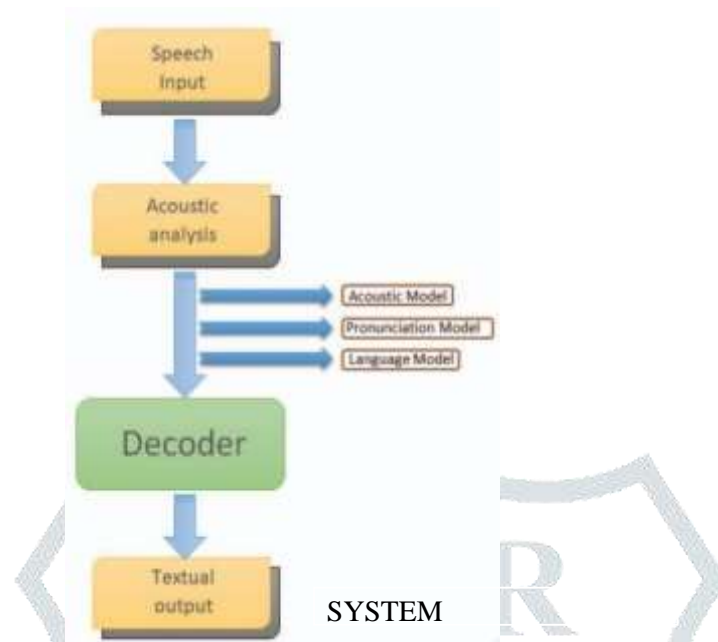 Speech
Input
Acoustic
analysis
Acoustic Model
Pronunciation Model
Language Model
Decoder
Textual
output
SYSTEM
R